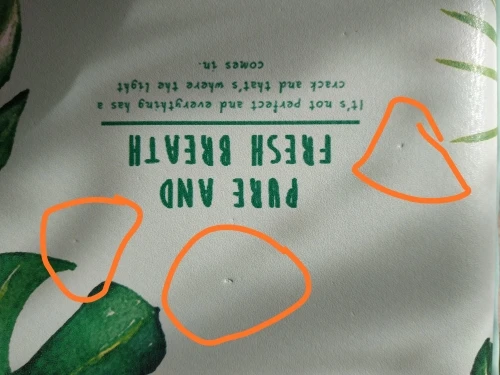 PURE AND
FRESH BREATH
It's not perfect and everything has a
crack and that's where the light
comes in.